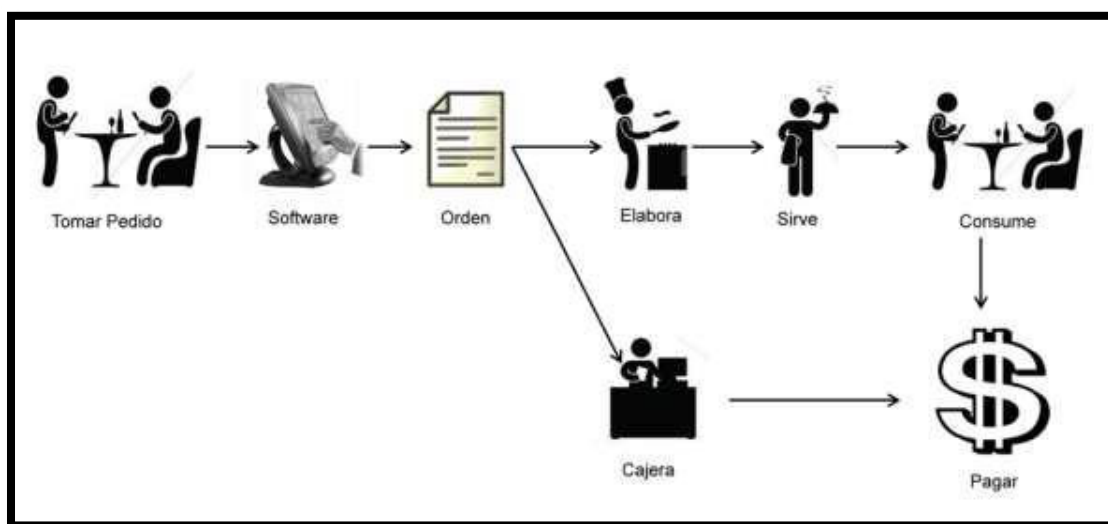 Tomar Pedido
Software
Orden
Elabora
Sirve
Consume
Cajera
Pagar